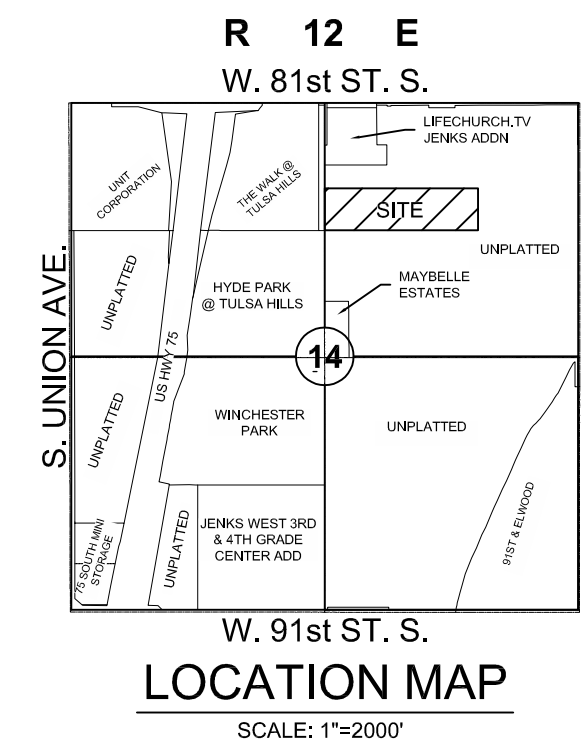 R 12 E
W. 81st ST. S.
LIFECHURCH.TV
JENKS ADDN
UNIT
CORPORATION
THE WALK @
TULSA HILLS
SITE
UNPLATTED
S. UNION AVE.
UNPLATTED
US HWY 75
HYDE PARK
@ TULSA HILLS
MAYBELLE
ESTATES
14
UNPLATTED
WINCHESTER
PARK
UNPLATTED
75 SOUTH MINI
STORAGE
UNPLATTED
JENKS WEST 3RD
& 4TH GRADE
CENTER ADD
91ST & ELWOOD
W. 91st ST. S.
LOCATION MAP
SCALE: 1"=2000'